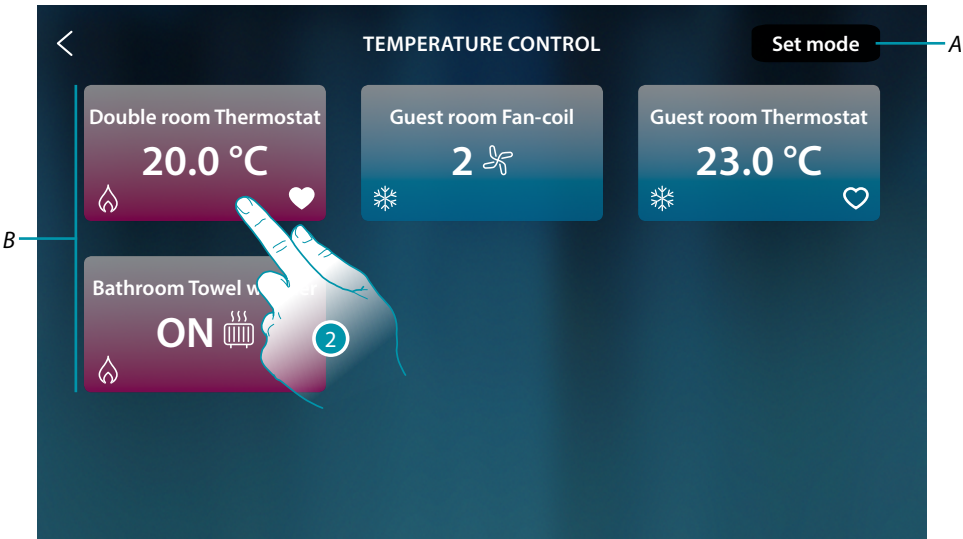 TEMPERATURE CONTROL
Set mode
A
Double room Thermostat
20.0 °C
Guest room Fan-coil
2
Guest room Thermostat
23.0 °C
B
Bathroom Towel
ON
2